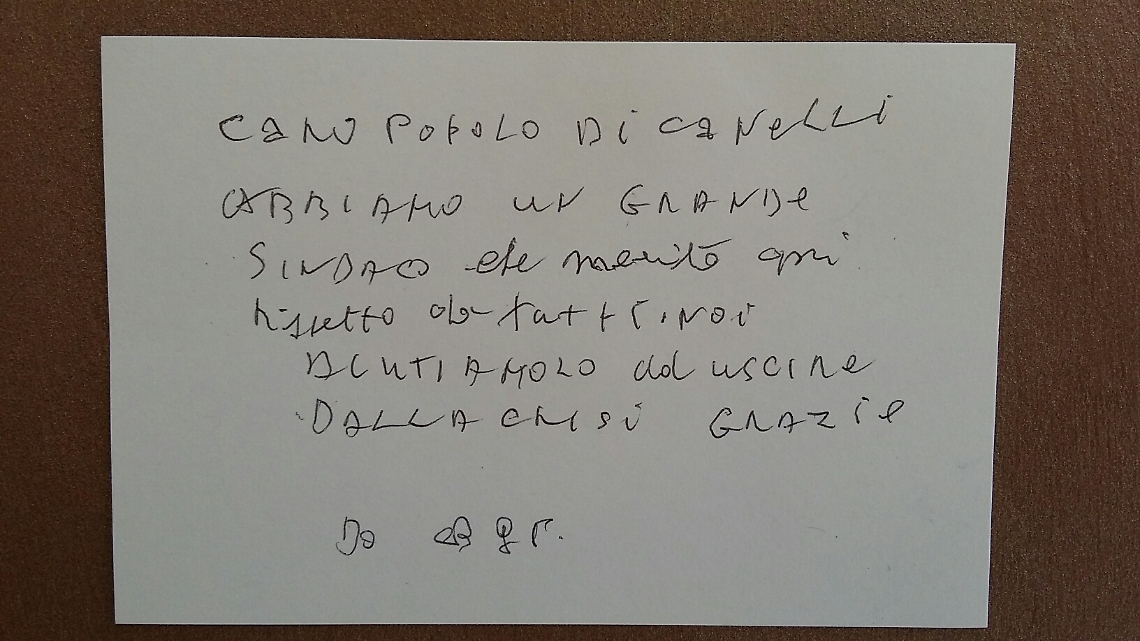 CARO POPOLO Di CANeLLi
ABBIAMO UN GRANDe
SINDACO che merita ogni
rispetto da tutti noi
AIUTIAMOLO ad USCIRe
DALLA CRISi GRAZie
Da